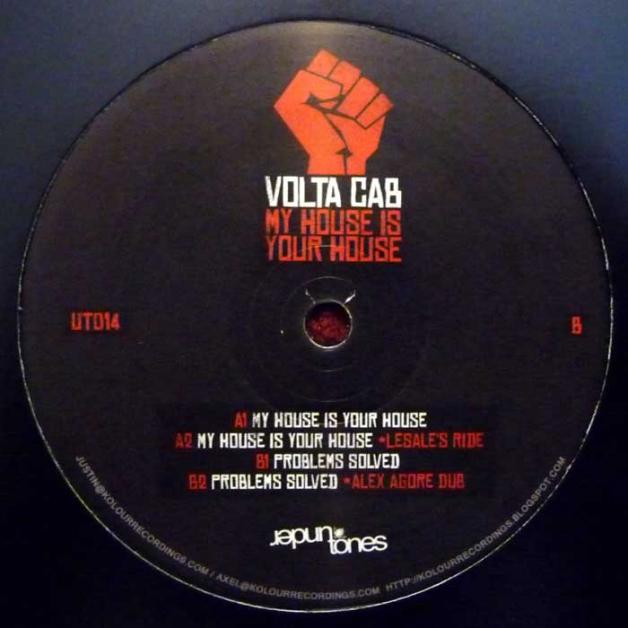 VOLTA CAB
MY HOUSE IS
YOUR HOUSE
UT014
B
A1 MY HOUSE IS YOUR HOUSE
A2 MY HOUSE IS YOUR HOUSE *LESALE'S RIDE
B1 PROBLEMS SOLVED
B2 PROBLEMS SOLVED *ALEX AGORE DUB
under
tones
JUSTIN@KOLOURRECORDINGS.COM / AXEL@KOLOURRECORDINGS.COM HTTP://KOLOURRECORDINGS.BLOGSPOT.COM